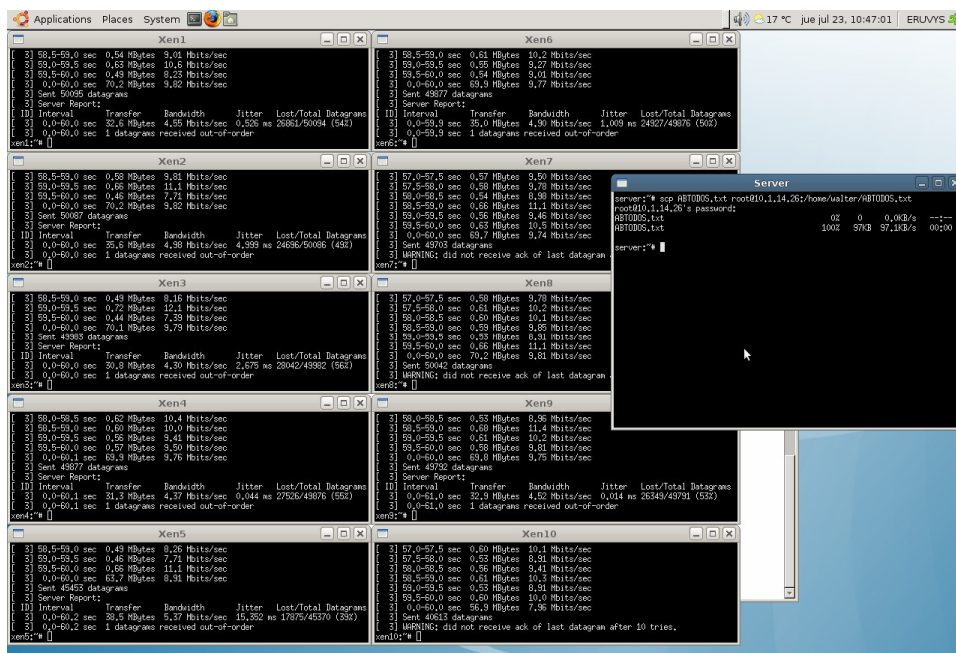 Applications Places System 17 °C jue jul 23, 10:47:01 ERUVYS
Xen1
[ 3] 58.5-59.0 sec 0.54 MBytes 9.01 Mbits/sec
[ 3] 59.0-59.5 sec 0.63 MBytes 10.6 Mbits/sec
[ 3] 59.5-60.0 sec 0.49 MBytes 8.23 Mbits/sec
[ 3] 0.0-60.0 sec 70.2 MBytes 9.82 Mbits/sec
[ 3] Sent 50095 datagrams
[ 3] Server Report:
[ ID] Interval Transfer Bandwidth Jitter Lost/Total Datagrams
[ 3] 0.0-60.0 sec 32.6 MBytes 4.55 Mbits/sec 0.526 ms 26861/50094 (54%)
[ 3] 0.0-60.0 sec 1 datagrams received out-of-order
xen1:~#
Xen2
[ 3] 58.5-59.0 sec 0.58 MBytes 9.81 Mbits/sec
[ 3] 59.0-59.5 sec 0.66 MBytes 11.1 Mbits/sec
[ 3] 59.5-60.0 sec 0.46 MBytes 7.71 Mbits/sec
[ 3] 0.0-60.0 sec 70.2 MBytes 9.82 Mbits/sec
[ 3] Sent 50087 datagrams
[ 3] Server Report:
[ ID] Interval Transfer Bandwidth Jitter Lost/Total Datagrams
[ 3] 0.0-60.0 sec 35.6 MBytes 4.98 Mbits/sec 4.999 ms 24696/50086 (49%)
[ 3] 0.0-60.0 sec 1 datagrams received out-of-order
xen2:~#
Xen3
[ 3] 58.5-59.0 sec 0.49 MBytes 8.16 Mbits/sec
[ 3] 59.0-59.5 sec 0.72 MBytes 12.1 Mbits/sec
[ 3] 59.5-60.0 sec 0.44 MBytes 7.39 Mbits/sec
[ 3] 0.0-60.0 sec 70.1 MBytes 9.79 Mbits/sec
[ 3] Sent 49983 datagrams
[ 3] Server Report:
[ ID] Interval Transfer Bandwidth Jitter Lost/Total Datagrams
[ 3] 0.0-60.0 sec 30.8 MBytes 4.30 Mbits/sec 2.675 ms 28042/49982 (56%)
[ 3] 0.0-60.0 sec 1 datagrams received out-of-order
xen3:~#
Xen4
[ 3] 58.0-58.5 sec 0.62 MBytes 10.4 Mbits/sec
[ 3] 58.5-59.0 sec 0.60 MBytes 10.0 Mbits/sec
[ 3] 59.0-59.5 sec 0.56 MBytes 9.41 Mbits/sec
[ 3] 59.5-60.0 sec 0.57 MBytes 9.50 Mbits/sec
[ 3] 0.0-60.1 sec 69.9 MBytes 9.76 Mbits/sec
[ 3] Sent 49877 datagrams
[ 3] Server Report:
[ ID] Interval Transfer Bandwidth Jitter Lost/Total Datagrams
[ 3] 0.0-60.1 sec 31.3 MBytes 4.37 Mbits/sec 0.044 ms 27526/49876 (55%)
[ 3] 0.0-60.1 sec 1 datagrams received out-of-order
xen4:~#
Xen5
[ 3] 58.5-59.0 sec 0.49 MBytes 8.26 Mbits/sec
[ 3] 59.0-59.5 sec 0.46 MBytes 7.71 Mbits/sec
[ 3] 59.5-60.0 sec 0.66 MBytes 11.1 Mbits/sec
[ 3] 0.0-60.0 sec 63.7 MBytes 8.91 Mbits/sec
[ 3] Sent 45453 datagrams
[ 3] Server Report:
[ ID] Interval Transfer Bandwidth Jitter Lost/Total Datagrams
[ 3] 0.0-60.2 sec 38.5 MBytes 5.37 Mbits/sec 15.352 ms 17875/45370 (39%)
[ 3] 0.0-60.2 sec 1 datagrams received out-of-order
xen5:~#
Xen6
[ 3] 58.5-59.0 sec 0.61 MBytes 10.2 Mbits/sec
[ 3] 59.0-59.5 sec 0.55 MBytes 9.27 Mbits/sec
[ 3] 59.5-60.0 sec 0.54 MBytes 9.01 Mbits/sec
[ 3] 0.0-60.0 sec 69.9 MBytes 9.77 Mbits/sec
[ 3] Sent 49877 datagrams
[ 3] Server Report:
[ ID] Interval Transfer Bandwidth Jitter Lost/Total Datagrams
[ 3] 0.0-59.9 sec 35.0 MBytes 4.90 Mbits/sec 1.009 ms 24927/49876 (50%)
[ 3] 0.0-59.9 sec 1 datagrams received out-of-order
xen6:~#
Xen7
[ 3] 57.0-57.5 sec 0.57 MBytes 9.50 Mbits/sec
[ 3] 57.5-58.0 sec 0.58 MBytes 9.78 Mbits/sec
[ 3] 58.0-58.5 sec 0.54 MBytes 8.98 Mbits/sec
[ 3] 58.5-59.0 sec 0.66 MBytes 11.1 Mbits/sec
[ 3] 59.0-59.5 sec 0.56 MBytes 9.46 Mbits/sec
[ 3] 59.5-60.0 sec 0.63 MBytes 10.5 Mbits/sec
[ 3] 0.0-60.0 sec 69.7 MBytes 9.74 Mbits/sec
[ 3] Sent 49703 datagrams
[ 3] WARNING: did not receive ack of last datagram
xen7:~#
Xen8
[ 3] 57.0-57.5 sec 0.58 MBytes 9.78 Mbits/sec
[ 3] 57.5-58.0 sec 0.61 MBytes 10.2 Mbits/sec
[ 3] 58.0-58.5 sec 0.60 MBytes 10.1 Mbits/sec
[ 3] 58.5-59.0 sec 0.59 MBytes 9.85 Mbits/sec
[ 3] 59.0-59.5 sec 0.53 MBytes 8.91 Mbits/sec
[ 3] 59.5-60.0 sec 0.66 MBytes 11.1 Mbits/sec
[ 3] 0.0-60.0 sec 70.2 MBytes 9.81 Mbits/sec
[ 3] Sent 50042 datagrams
[ 3] WARNING: did not receive ack of last datagram
xen8:~#
Xen9
[ 3] 58.0-58.5 sec 0.53 MBytes 8.96 Mbits/sec
[ 3] 58.5-59.0 sec 0.68 MBytes 11.4 Mbits/sec
[ 3] 59.0-59.5 sec 0.61 MBytes 10.2 Mbits/sec
[ 3] 59.5-60.0 sec 0.58 MBytes 9.81 Mbits/sec
[ 3] 0.0-60.0 sec 69.8 MBytes 9.75 Mbits/sec
[ 3] Sent 49792 datagrams
[ 3] Server Report:
[ ID] Interval Transfer Bandwidth Jitter Lost/Total Datagrams
[ 3] 0.0-61.0 sec 32.9 MBytes 4.52 Mbits/sec 0.014 ms 26349/49791 (53%)
[ 3] 0.0-61.0 sec 1 datagrams received out-of-order
xen9:~#
Xen10
[ 3] 57.0-57.5 sec 0.60 MBytes 10.1 Mbits/sec
[ 3] 57.5-58.0 sec 0.53 MBytes 8.91 Mbits/sec
[ 3] 58.0-58.5 sec 0.56 MBytes 9.41 Mbits/sec
[ 3] 58.5-59.0 sec 0.61 MBytes 10.3 Mbits/sec
[ 3] 59.0-59.5 sec 0.53 MBytes 8.91 Mbits/sec
[ 3] 59.5-60.0 sec 0.60 MBytes 10.0 Mbits/sec
[ 3] 0.0-60.0 sec 56.9 MBytes 7.96 Mbits/sec
[ 3] Sent 40613 datagrams
[ 3] WARNING: did not receive ack of last datagram after 10 tries.
xen10:~#
Server
server:~# scp ABTODOS.txt root@10.1.14.26:/home/walter/ABTODOS.txt
root@10.1.14.26's password:
ABTODOS.txt 0% 0 0.0KB/s --:--
ABTODOS.txt 100% 97KB 97.1KB/s 00:00
server:~#